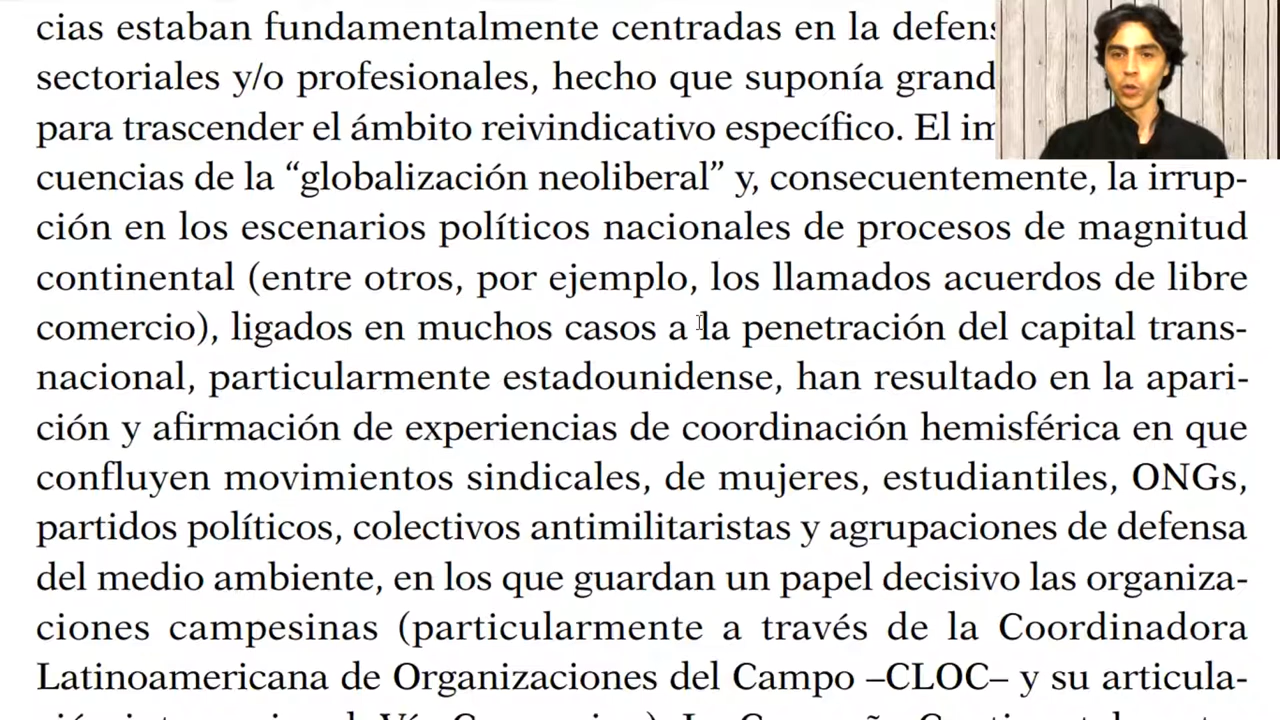 cias estaban fundamentalmente centradas en la
sectoriales y/o profesionales, hecho que suponía
para trascender el ámbito reivindicativo específico. El
cuencias de la “globalización neoliberal” y, consecuentemente, la irrup-
ción en los escenarios políticos nacionales de procesos de magnitud
continental (entre otros, por ejemplo, los llamados acuerdos de libre
comercio), ligados en muchos casos a la penetración del capital trans-
nacional, particularmente estadounidense, han resultado en la apari-
ción y afirmación de experiencias de coordinación hemisférica en que
confluyen movimientos sindicales, de mujeres, estudiantiles, ONGs,
partidos políticos, colectivos antimilitaristas y agrupaciones de defensa
del medio ambiente, en los que guardan un papel decisivo las organiza-
ciones campesinas (particularmente a través de la Coordinadora
Latinoamericana de Organizaciones del Campo –CLOC– y su articula-